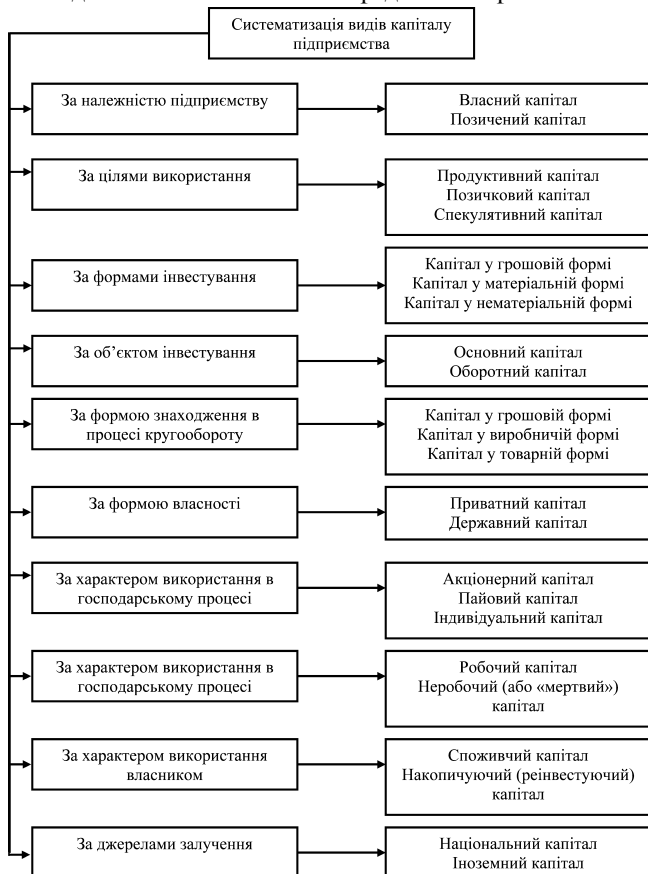 Систематизація видів капіталу
підприємства
За належністю підприємству
Власний капітал
Позичений капітал
За цілями використання
Продуктивний капітал
Позичковий капітал
Спекулятивний капітал
За формами інвестування
Капітал у грошовій формі
Капітал у матеріальній формі
Капітал у нематеріальній формі
За об’єктом інвестування
Основний капітал
Оборотний капітал
За формою знаходження в
процесі кругообороту
Капітал у грошовій формі
Капітал у виробничій формі
Капітал у товарній формі
За формою власності
Приватний капітал
Державний капітал
За характером використання в
господарському процесі
Акціонерний капітал
Пайовий капітал
Індивідуальний капітал
За характером використання в
господарському процесі
Робочий капітал
Неробочий (або «мертвий»)
капітал
За характером використання
власником
Споживчий капітал
Накопичуючий (реінвестуючий)
капітал
За джерелами залучення
Національний капітал
Іноземний капітал